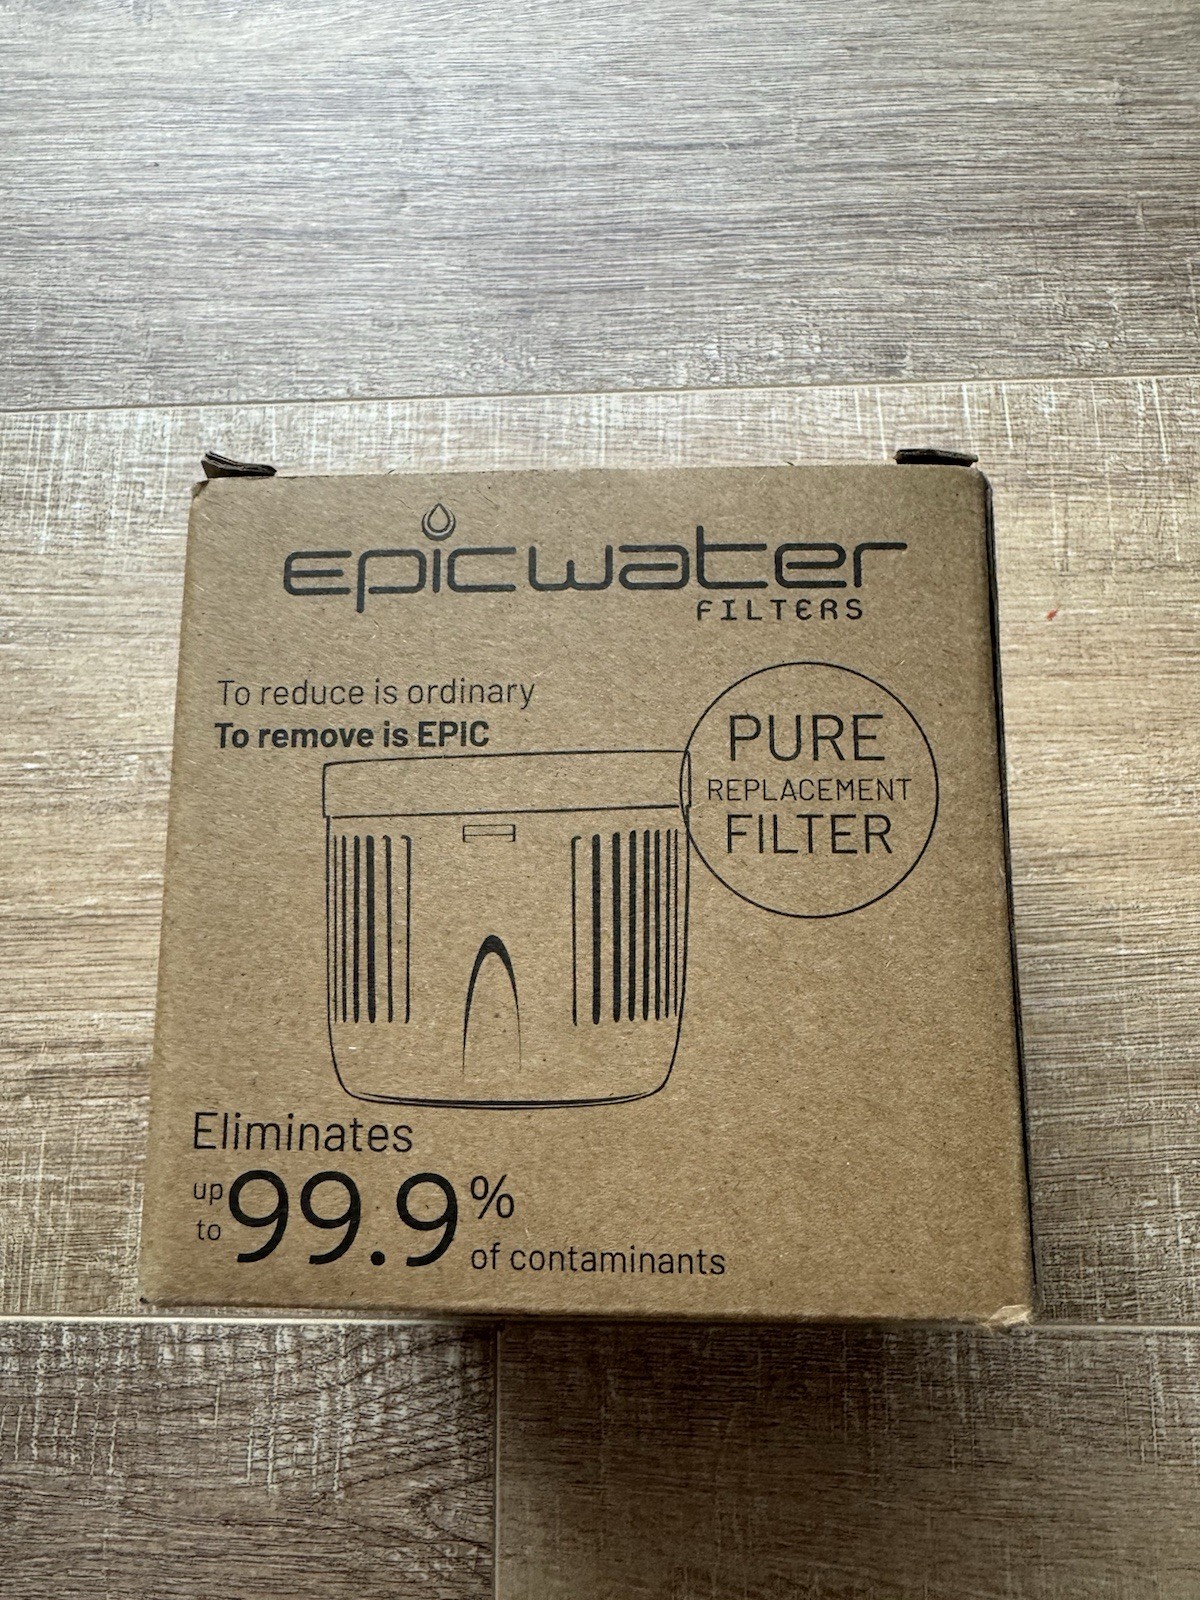 epicwater
FILTERS
To reduce is ordinary
To remove is EPIC
PURE
REPLACEMENT
FILTER
Eliminates
up to 99.9%
of contaminants